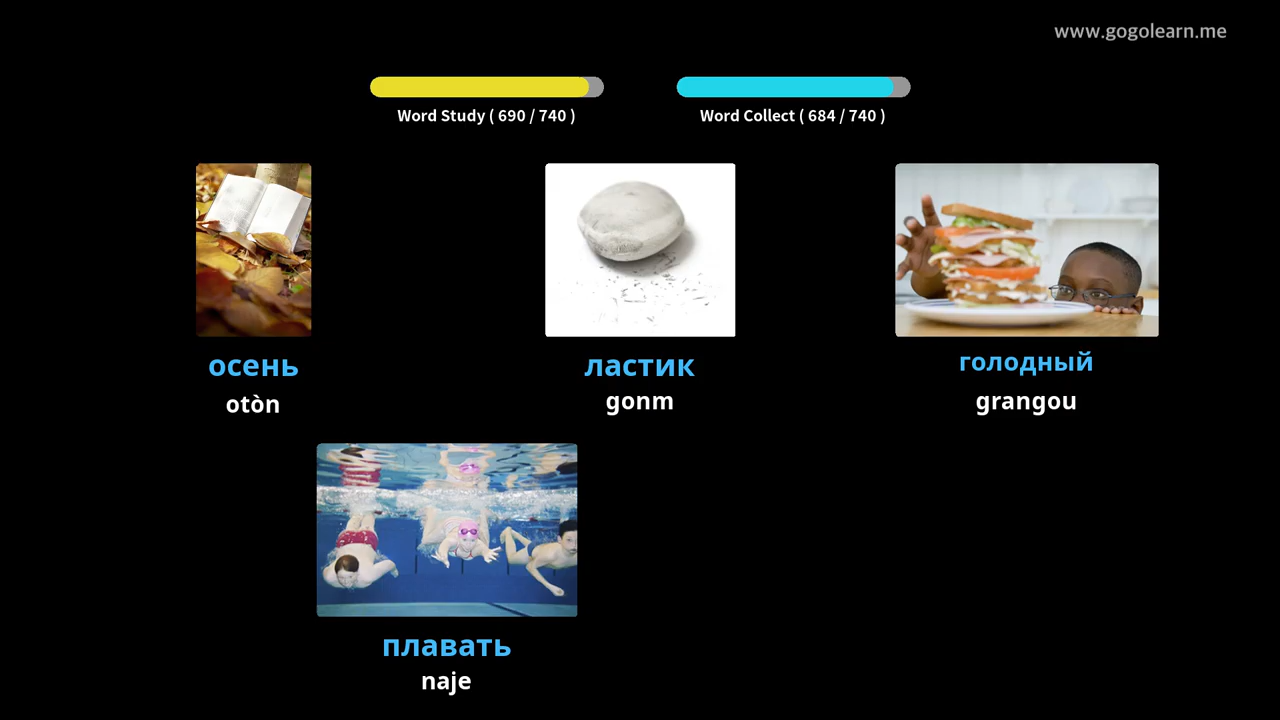 www.gogolearn.me
Word Study ( 690 / 740 )
Word Collect ( 684 / 740 )
осень
otòn
ластик
gonm
голодный
grangou
плавать
naje